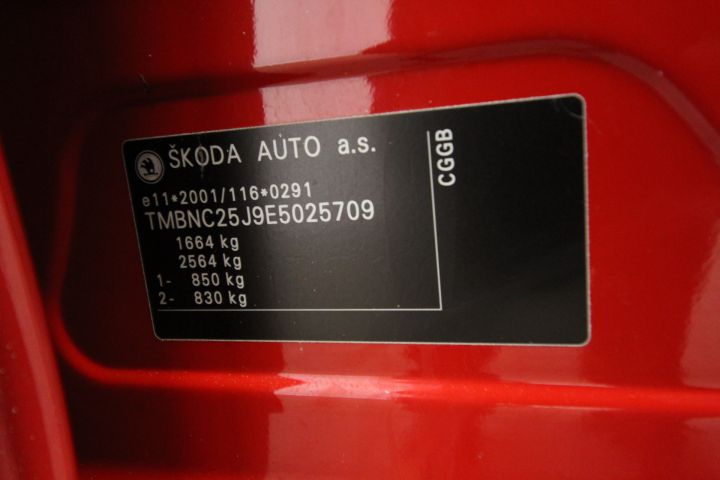 ŠKODA AUTO a.s.
e11*2001/116*0291
TMBNC25J9E5025709
1664 kg
2564 kg
1- 850 kg
2- 830 kg
CGGB